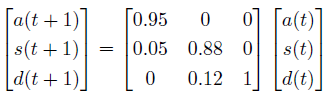 [a(t + 1)] [0.95 0 0] [a(t)]
[s(t + 1)] = [0.05 0.88 0] [s(t)]
[d(t + 1)] [0 0.12 1] [d(t)]